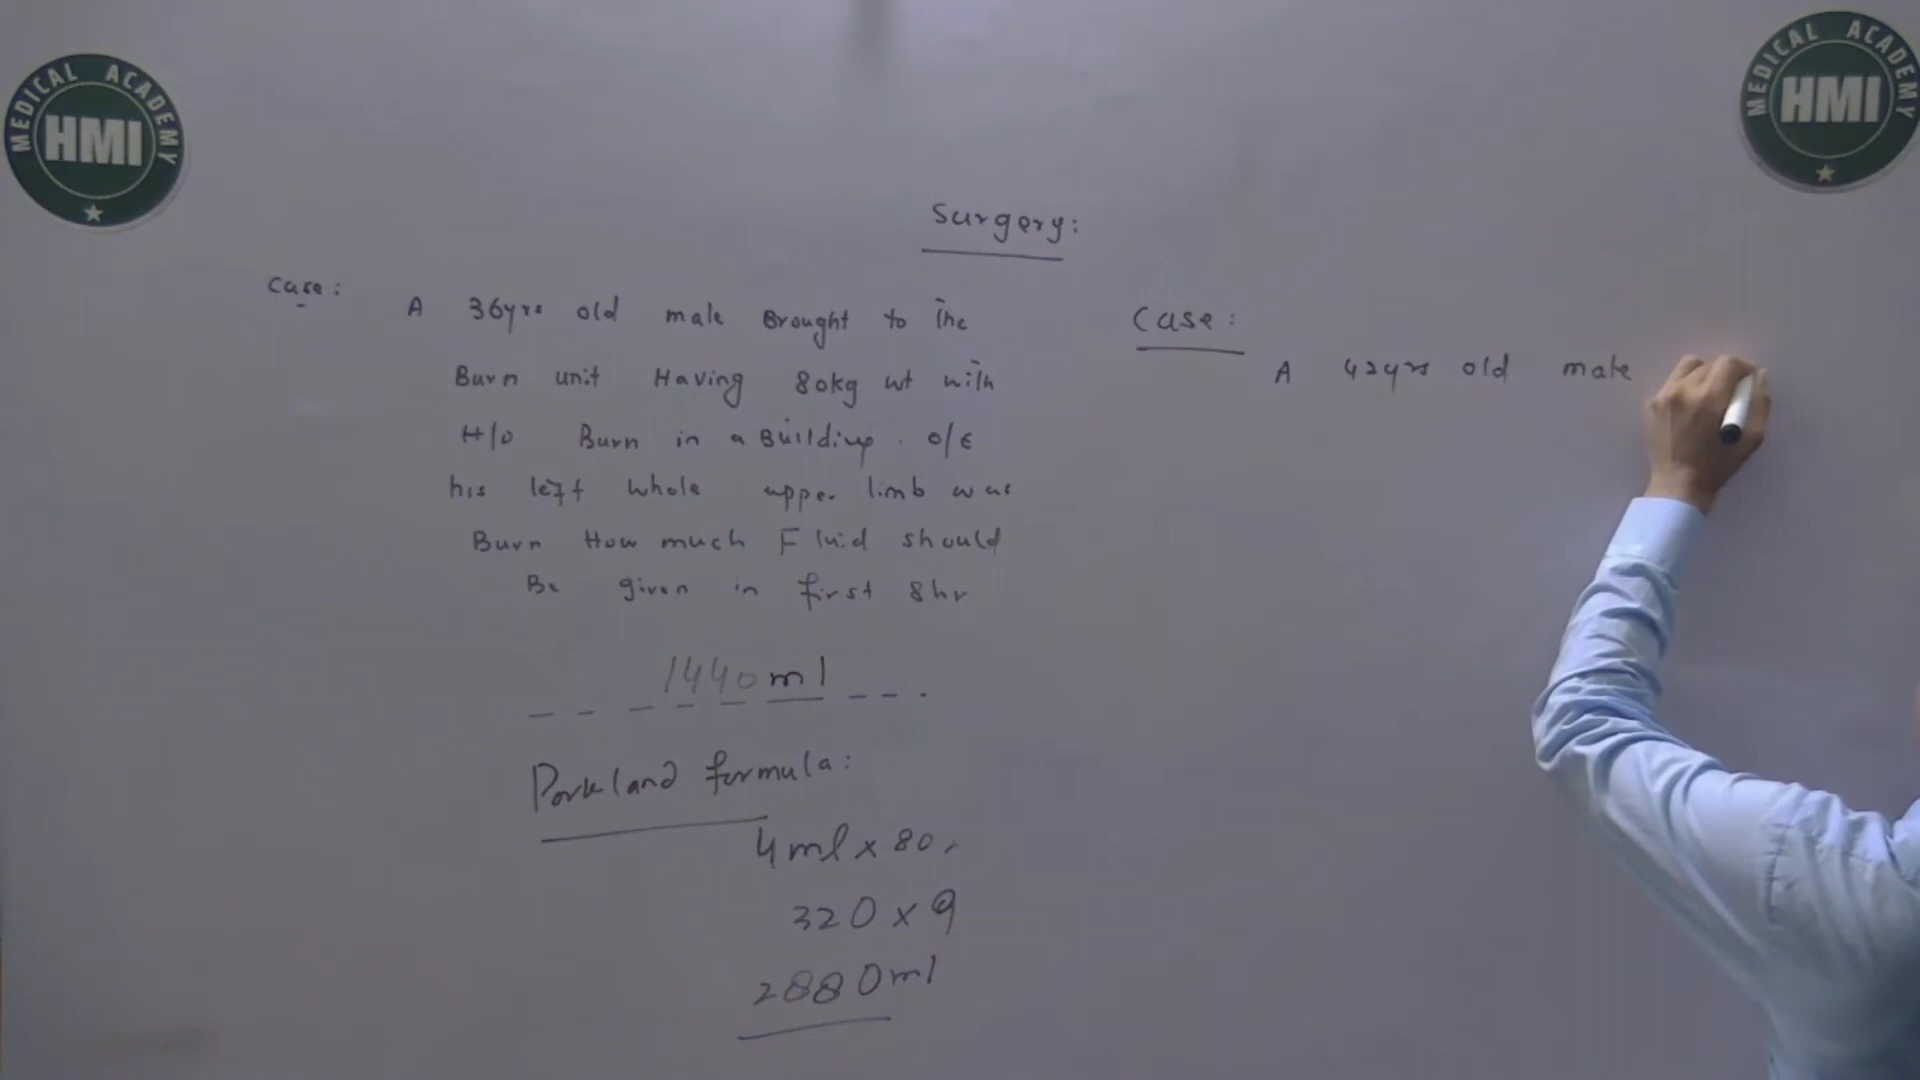 MEDICAL ACADEMY
HMI
MEDICAL ACADEMY
HMI
Surgery:
Case:
A 36yrs old male Brought to the
Burn unit Having 80kg wt with
H/O Burn in a Building. O/E
his left whole upper limb was
Burn How much Fluid should
Be given in first 8hr
1440ml
Parkland formula:
4ml x 80
320 x 9
2880ml
Case:
A 42yrs old male